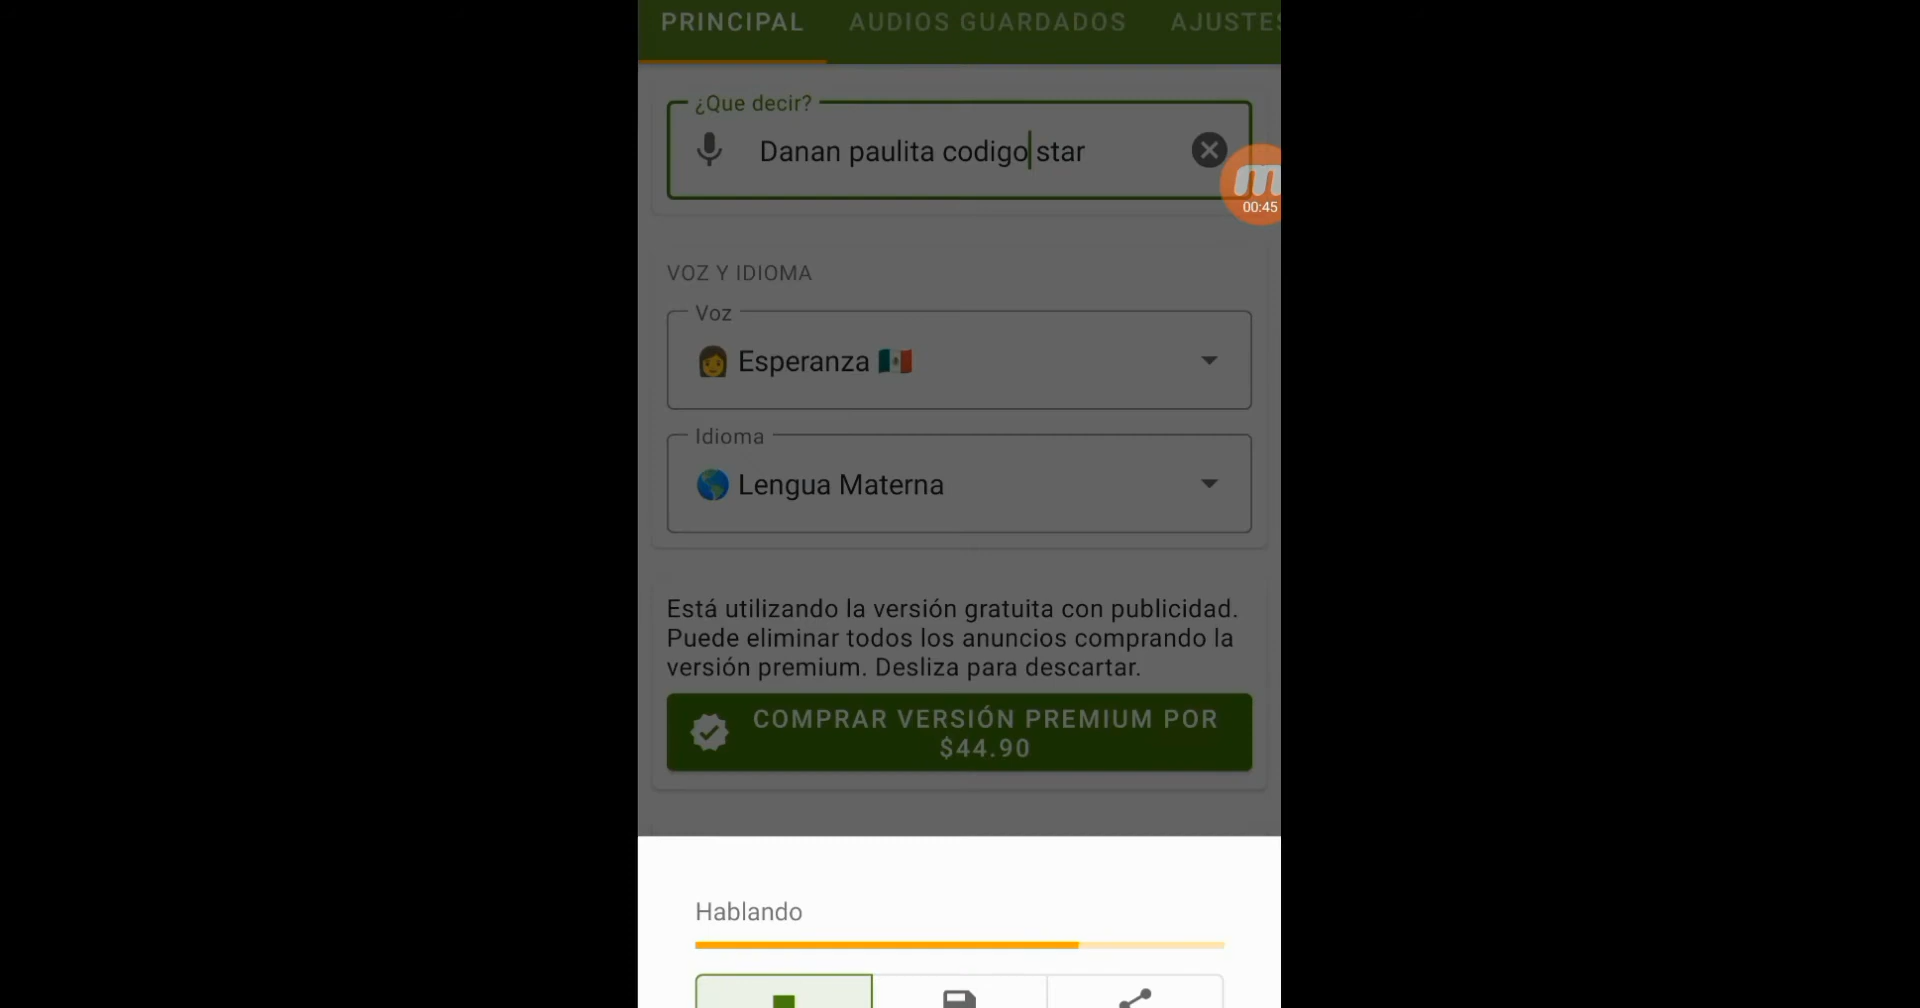 PRINCIPAL AUDIOS GUARDADOS AJUSTES
¿Que decir?
Danan paulita codigo star
00:45
VOZ Y IDIOMA
Voz
Esperanza
Idioma
Lengua Materna
Está utilizando la versión gratuita con publicidad.
Puede eliminar todos los anuncios comprando la
versión premium. Desliza para descartar.
COMPRAR VERSIÓN PREMIUM POR
$44.90
Hablando